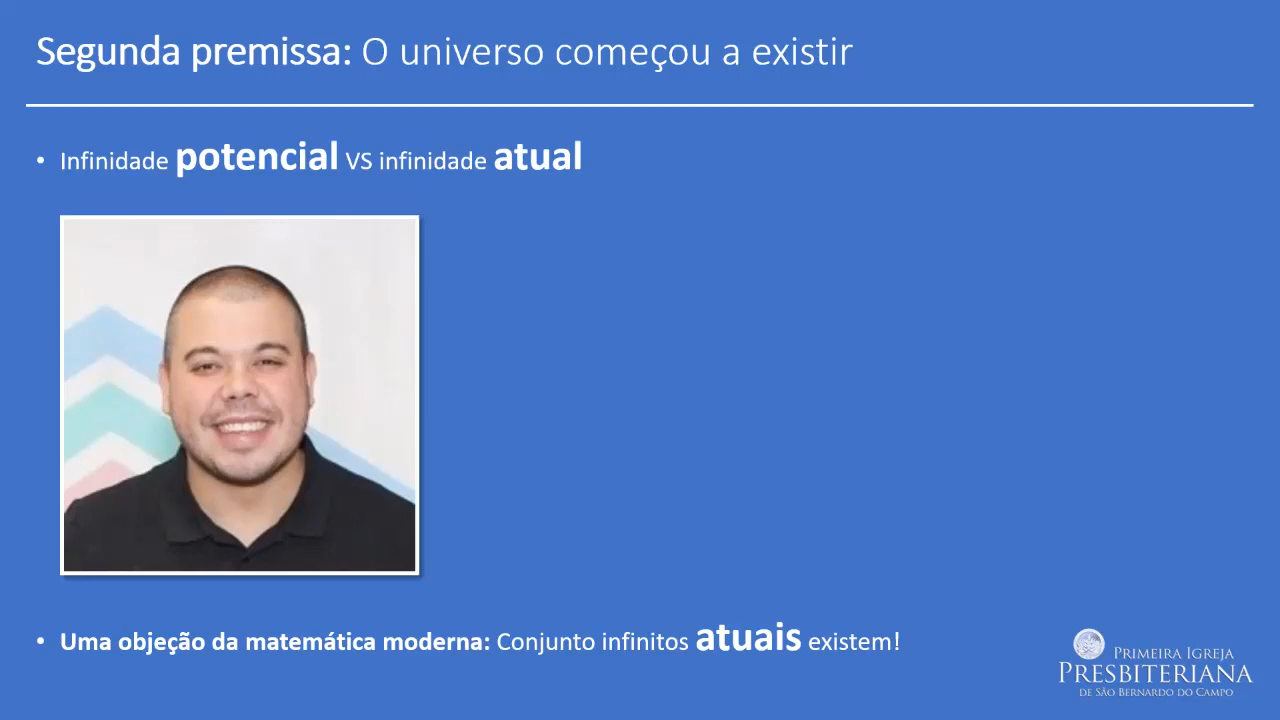 Segunda premissa: O universo começou a existir
• Infinidade potencial VS infinidade atual
• Uma objeção da matemática moderna: Conjunto infinitos atuais existem!
PRIMEIRA IGREJA
PRESBITERIANA
DE SÃO BERNARDO DO CAMPO